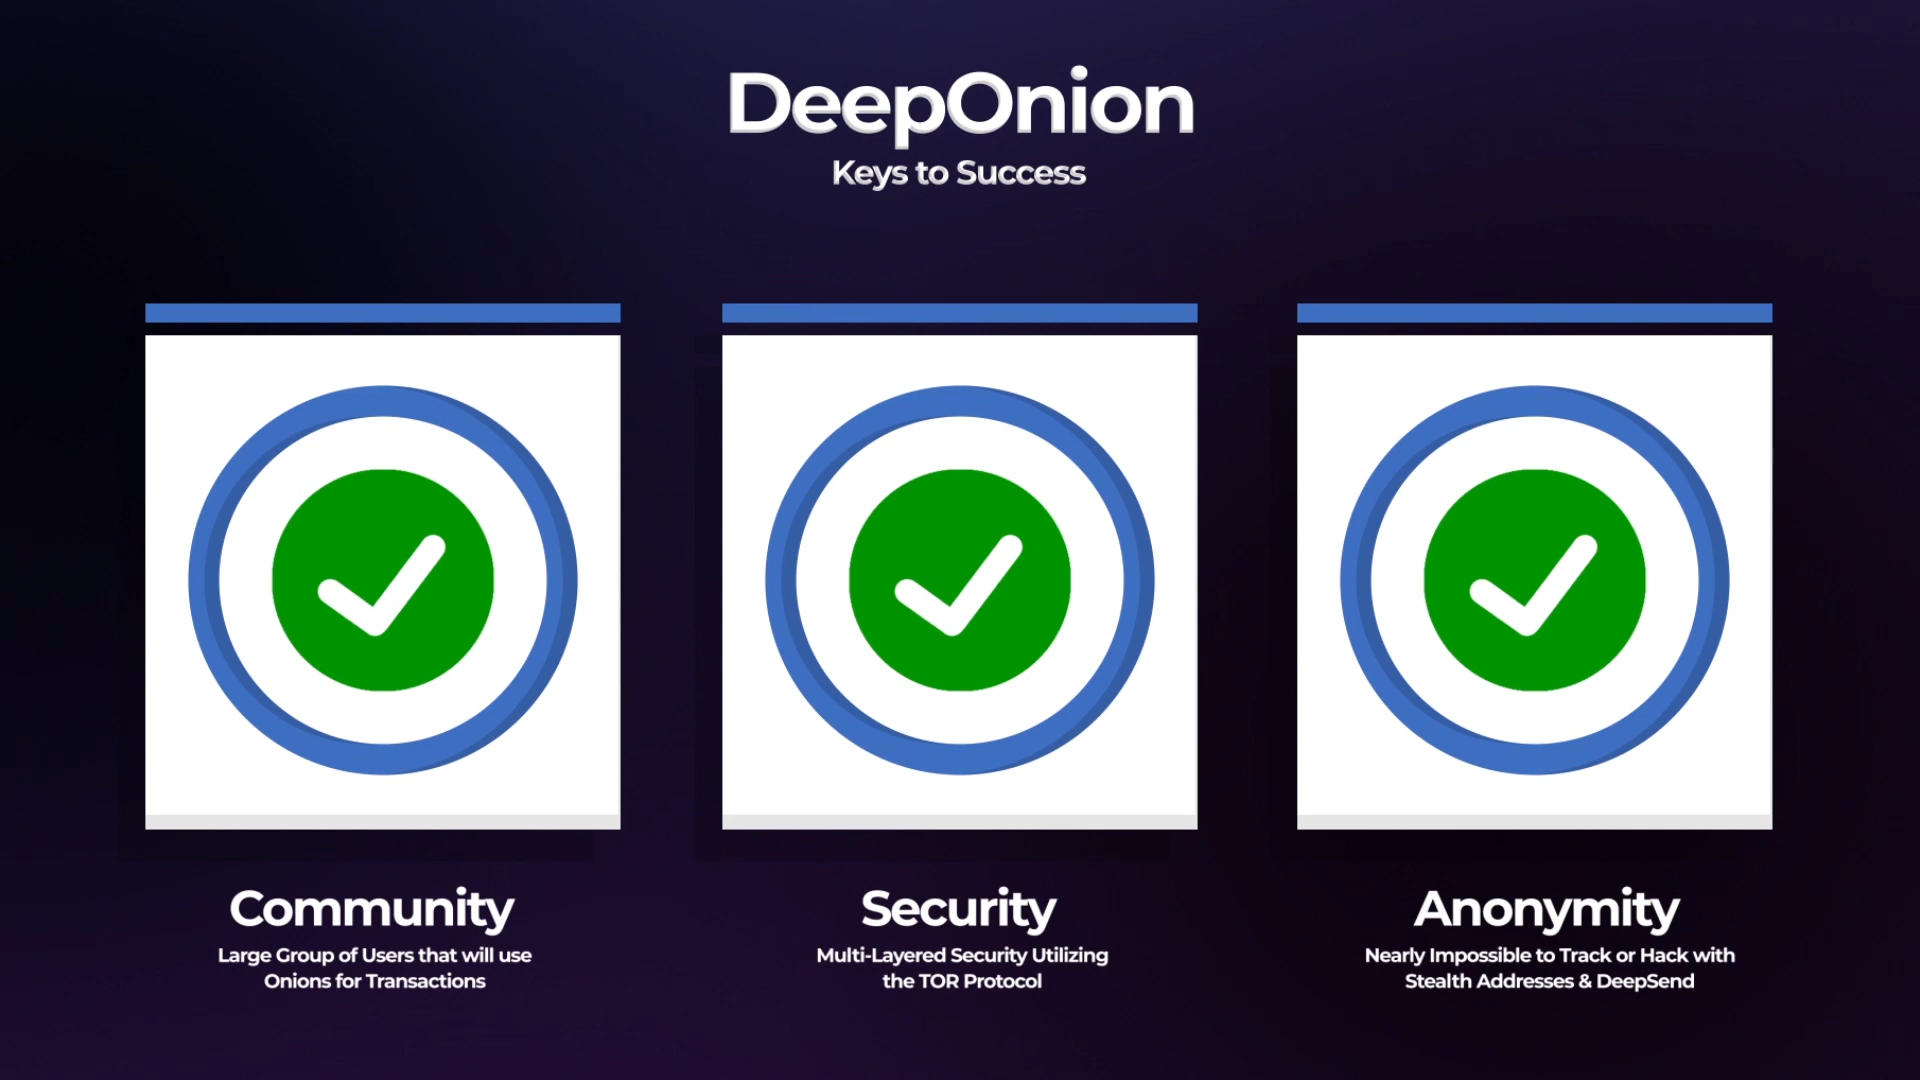 DeepOnion
Keys to Success
Community
Large Group of Users that will use
Onions for Transactions
Security
Multi-Layered Security Utilizing
the TOR Protocol
Anonymity
Nearly Impossible to Track or Hack with
Stealth Addresses & DeepSend